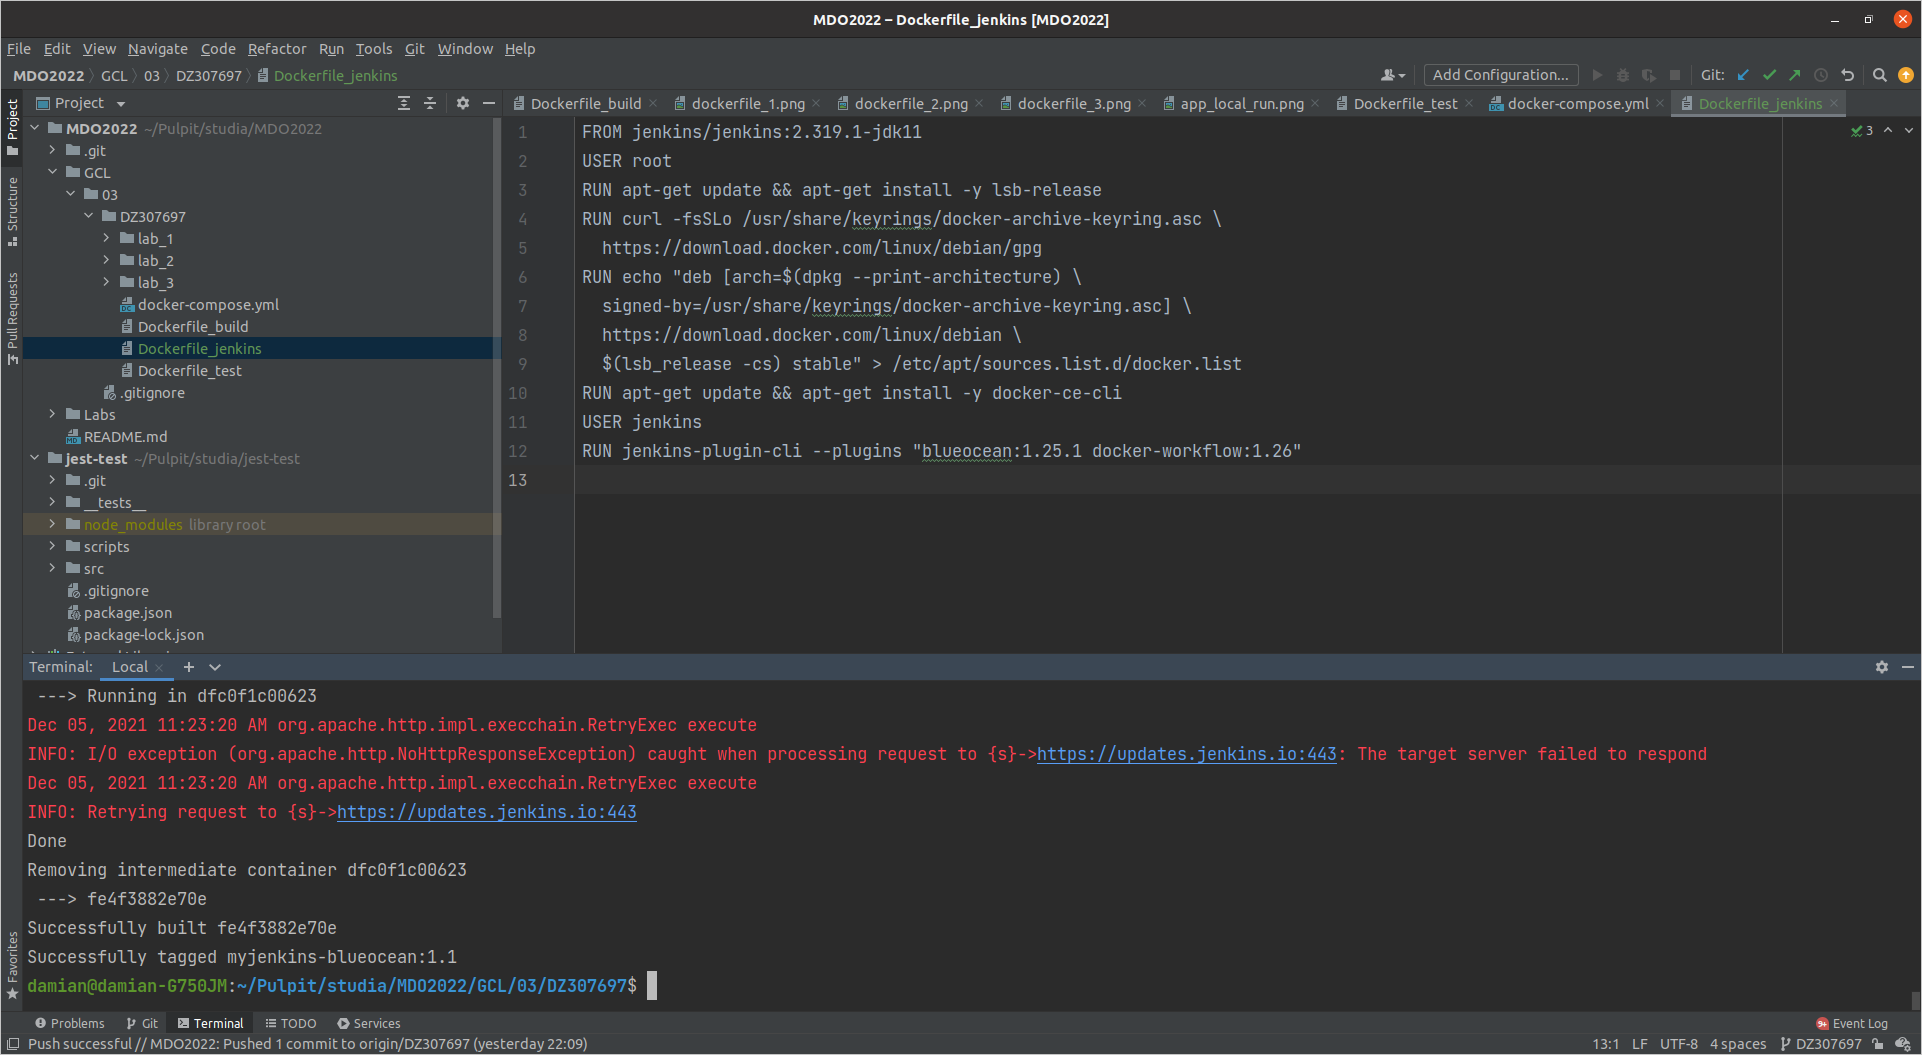 MDO2022 – Dockerfile_jenkins [MDO2022]
File Edit View Navigate Code Refactor Run Tools Git Window Help
MDO2022 GCL 03 DZ307697 Dockerfile_jenkins
Add Configuration... Git:
Project
Dockerfile_build dockerfile_1.png dockerfile_2.png dockerfile_3.png app_local_run.png Dockerfile_test docker-compose.yml Dockerfile_jenkins
Project
Structure
Pull Requests
Favorites
MDO2022 ~/Pulpit/studia/MDO2022
.git
GCL
03
DZ307697
lab_1
lab_2
lab_3
docker-compose.yml
Dockerfile_build
Dockerfile_jenkins
Dockerfile_test
.gitignore
Labs
README.md
jest-test ~/Pulpit/studia/jest-test
.git
__tests__
node_modules library root
scripts
src
.gitignore
package.json
package-lock.json
3
1 FROM jenkins/jenkins:2.319.1-jdk11
2 USER root
3 RUN apt-get update && apt-get install -y lsb-release
4 RUN curl -fsSLo /usr/share/keyrings/docker-archive-keyring.asc \
5 https://download.docker.com/linux/debian/gpg
6 RUN echo "deb [arch=$(dpkg --print-architecture) \
7 signed-by=/usr/share/keyrings/docker-archive-keyring.asc] \
8 https://download.docker.com/linux/debian \
9 $(lsb_release -cs) stable" > /etc/apt/sources.list.d/docker.list
10 RUN apt-get update && apt-get install -y docker-ce-cli
11 USER jenkins
12 RUN jenkins-plugin-cli --plugins "blueocean:1.25.1 docker-workflow:1.26"
13
Terminal: Local
---> Running in dfc0f1c00623
Dec 05, 2021 11:23:20 AM org.apache.http.impl.execchain.RetryExec execute
INFO: I/O exception (org.apache.http.NoHttpResponseException) caught when processing request to {s}->https://updates.jenkins.io:443: The target server failed to respond
Dec 05, 2021 11:23:20 AM org.apache.http.impl.execchain.RetryExec execute
INFO: Retrying request to {s}->https://updates.jenkins.io:443
Done
Removing intermediate container dfc0f1c00623
---> fe4f3882e70e
Successfully built fe4f3882e70e
Successfully tagged myjenkins-blueocean:1.1
damian@damian-G750JM:~/Pulpit/studia/MDO2022/GCL/03/DZ307697$
Problems Git Terminal TODO Services 9+ Event Log
Push successful // MDO2022: Pushed 1 commit to origin/DZ307697 (yesterday 22:09) 13:1 LF UTF-8 4 spaces DZ307697